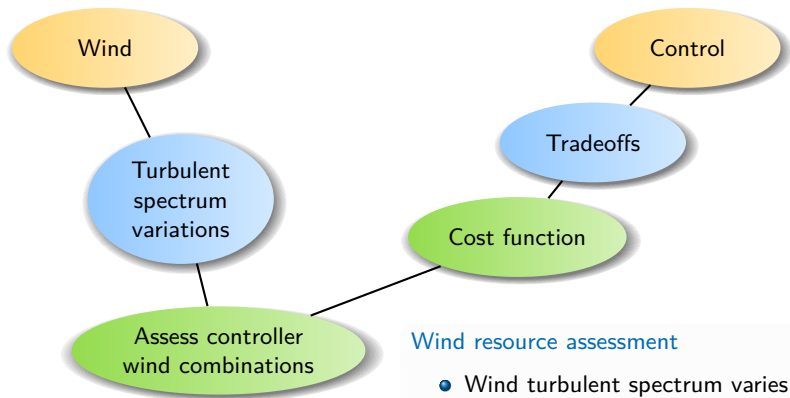 Wind
Control
Tradeoffs
Turbulent
spectrum
variations
Cost function
Assess controller
wind combinations
Wind resource assessment
Wind turbulent spectrum varies